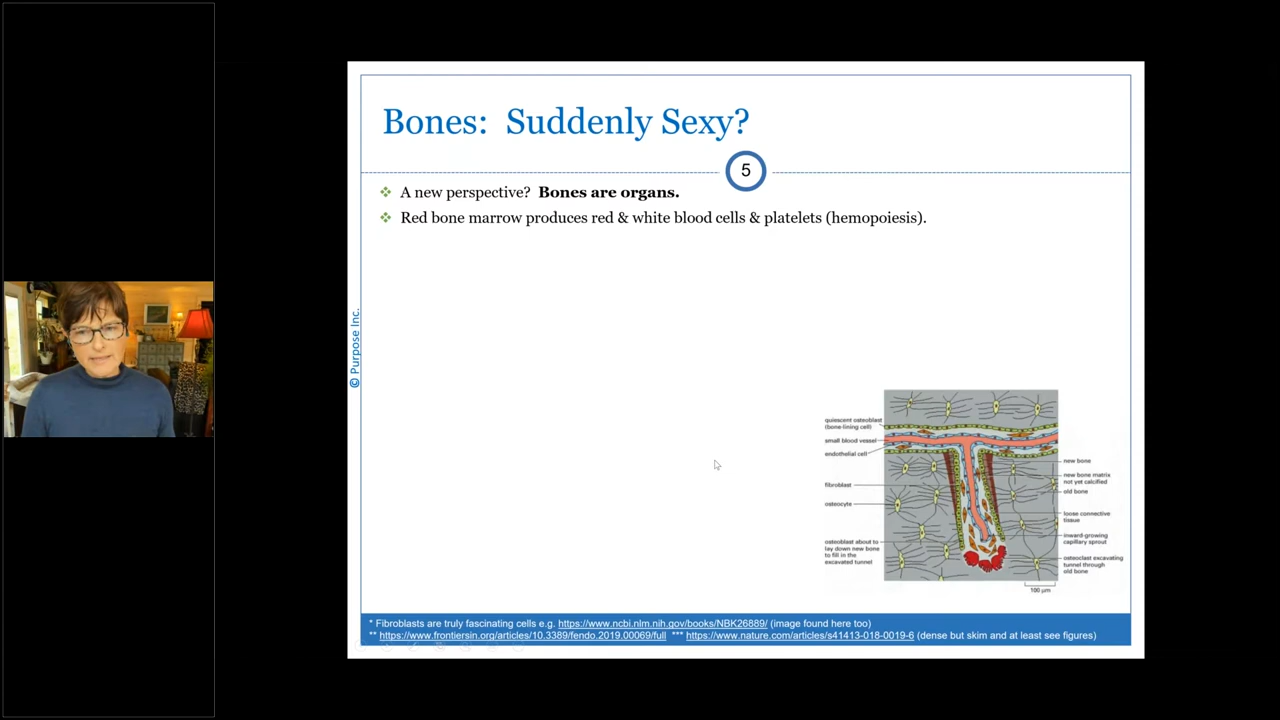 Bones: Suddenly Sexy?
5
A new perspective? Bones are organs.
Red bone marrow produces red & white blood cells & platelets (hemopoiesis).
© Purpose Inc.
quiescent osteoblast
(bone-lining cell)
small blood vessel
endothelial cell
fibroblast
osteocyte
osteoblast about to
lay down new bone
to fill in the
excavated tunnel
new bone
new bone matrix
not yet calcified
old bone
loose connective
tissue
inward-growing
capillary sprout
osteoclast excavating
tunnel through
old bone
100 µm
* Fibroblasts are truly fascinating cells e.g. https://www.ncbi.nlm.nih.gov/books/NBK26889/ (image found here too)
** https://www.frontiersin.org/articles/10.3389/fendo.2019.00069/full *** https://www.nature.com/articles/s41413-018-0019-6 (dense but skim and at least see figures)